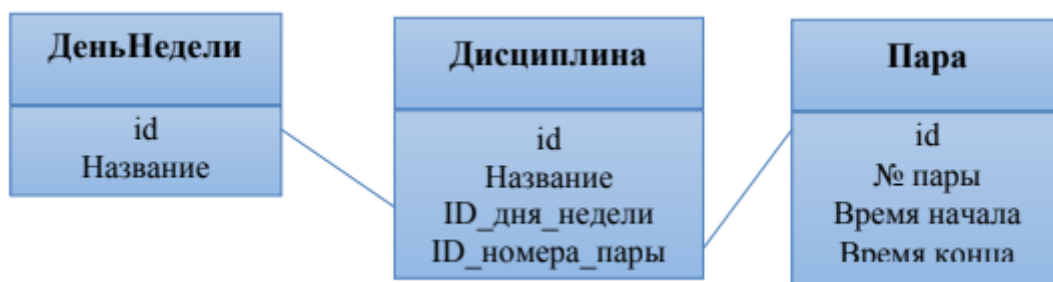 ДеньНедели
id
Название
Дисциплина
id
Название
ID_дня_недели
ID_номера_пары
Пара
id
№ пары
Время начала
Время конца